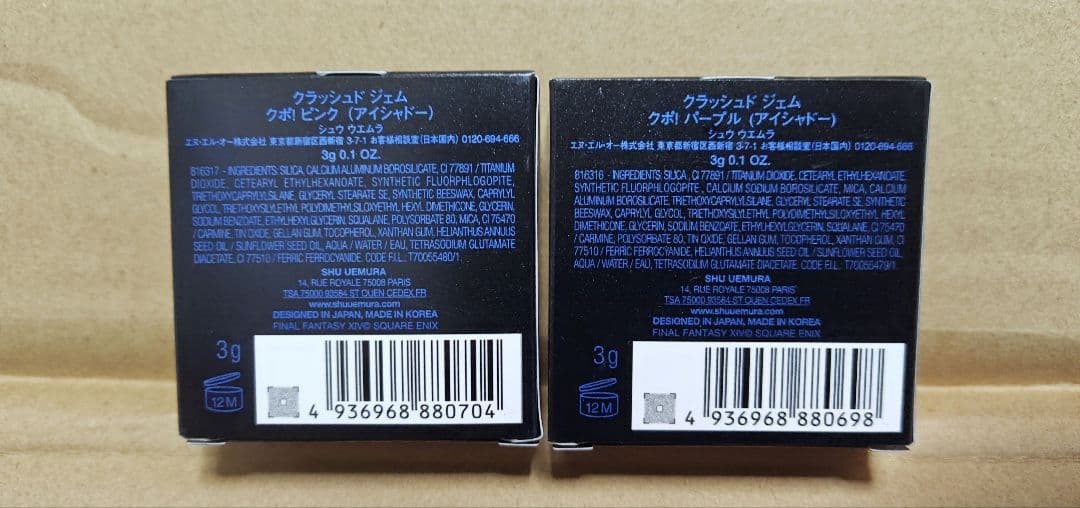 クラッシュド ジェム
クポ! ピンク (アイシャドー)
シュウ ウエムラ
エヌ・エル・オー株式会社 東京都新宿区西新宿 3-7-1 お客様相談室(日本国内) 0120-694-666
3g 0.1 OZ.
816317 - INGREDIENTS: SILICA, CALCIUM ALUMINUM BOROSILICATE, CI 77891 / TITANIUM
DIOXIDE, CETEARYL ETHYLHEXANOATE, SYNTHETIC FLUORPHLOGOPITE,
TRIETHOXYCAPRYLYLSILANE, GLYCERYL STEARATE SE, SYNTHETIC BEESWAX, CAPRYLYL
GLYCOL, TRIETHOXYSILYLETHYL POLYDIMETHYLSILOXYETHYL HEXYL DIMETHICONE, GLYCERIN,
SODIUM BENZOATE, ETHYLHEXYLGLYCERIN, SQUALANE, POLYSORBATE 80, MICA, CI 75470
/ CARMINE, TIN OXIDE, GELLAN GUM, TOCOPHEROL, XANTHAN GUM, HELIANTHUS ANNUUS
SEED OIL / SUNFLOWER SEED OIL, AQUA / WATER / EAU, TETRASODIUM GLUTAMATE
DIACETATE, CI 77510 / FERRIC FERROCYANIDE. CODE F.I.L.: T70055480/1
SHU UEMURA
14, RUE ROYALE 75008 PARIS
TSA 75000 93584 ST OUEN CEDEX.FR
www.shuuemura.com
DESIGNED IN JAPAN, MADE IN KOREA
FINAL FANTASY XIV© SQUARE ENIX
3g
12M
4 936968 880704
クラッシュド ジェム
クポ! パープル (アイシャドー)
シュウ ウエムラ
エヌ・エル・オー株式会社 東京都新宿区西新宿 3-7-1 お客様相談室(日本国内) 0120-694-666
3g 0.1 OZ.
816316 - INGREDIENTS: SILICA, CI 77891 / TITANIUM DIOXIDE, CETEARYL ETHYLHEXANOATE,
SYNTHETIC FLUORPHLOGOPITE, CALCIUM SODIUM BOROSILICATE, MICA, CALCIUM
ALUMINUM BOROSILICATE, TRIETHOXYCAPRYLYLSILANE, GLYCERYL STEARATE SE, SYNTHETIC
BEESWAX, CAPRYLYL GLYCOL, TRIETHOXYSILYLETHYL POLYDIMETHYLSILOXYETHYL HEXYL
DIMETHICONE, GLYCERIN, SODIUM BENZOATE, ETHYLHEXYLGLYCERIN, SQUALANE, CI 75470
/ CARMINE, POLYSORBATE 80, TIN OXIDE, GELLAN GUM, TOCOPHEROL, XANTHAN GUM, CI
77510 / FERRIC FERROCYANIDE, HELIANTHUS ANNUUS SEED OIL / SUNFLOWER SEED OIL,
AQUA / WATER / EAU, TETRASODIUM GLUTAMATE DIACETATE. CODE F.I.L.: T70055479/1
SHU UEMURA
14, RUE ROYALE 75008 PARIS
TSA 75000 93584 ST OUEN CEDEX.FR
www.shuuemura.com
DESIGNED IN JAPAN, MADE IN KOREA
FINAL FANTASY XIV© SQUARE ENIX
3g
12M
4 936968 880698